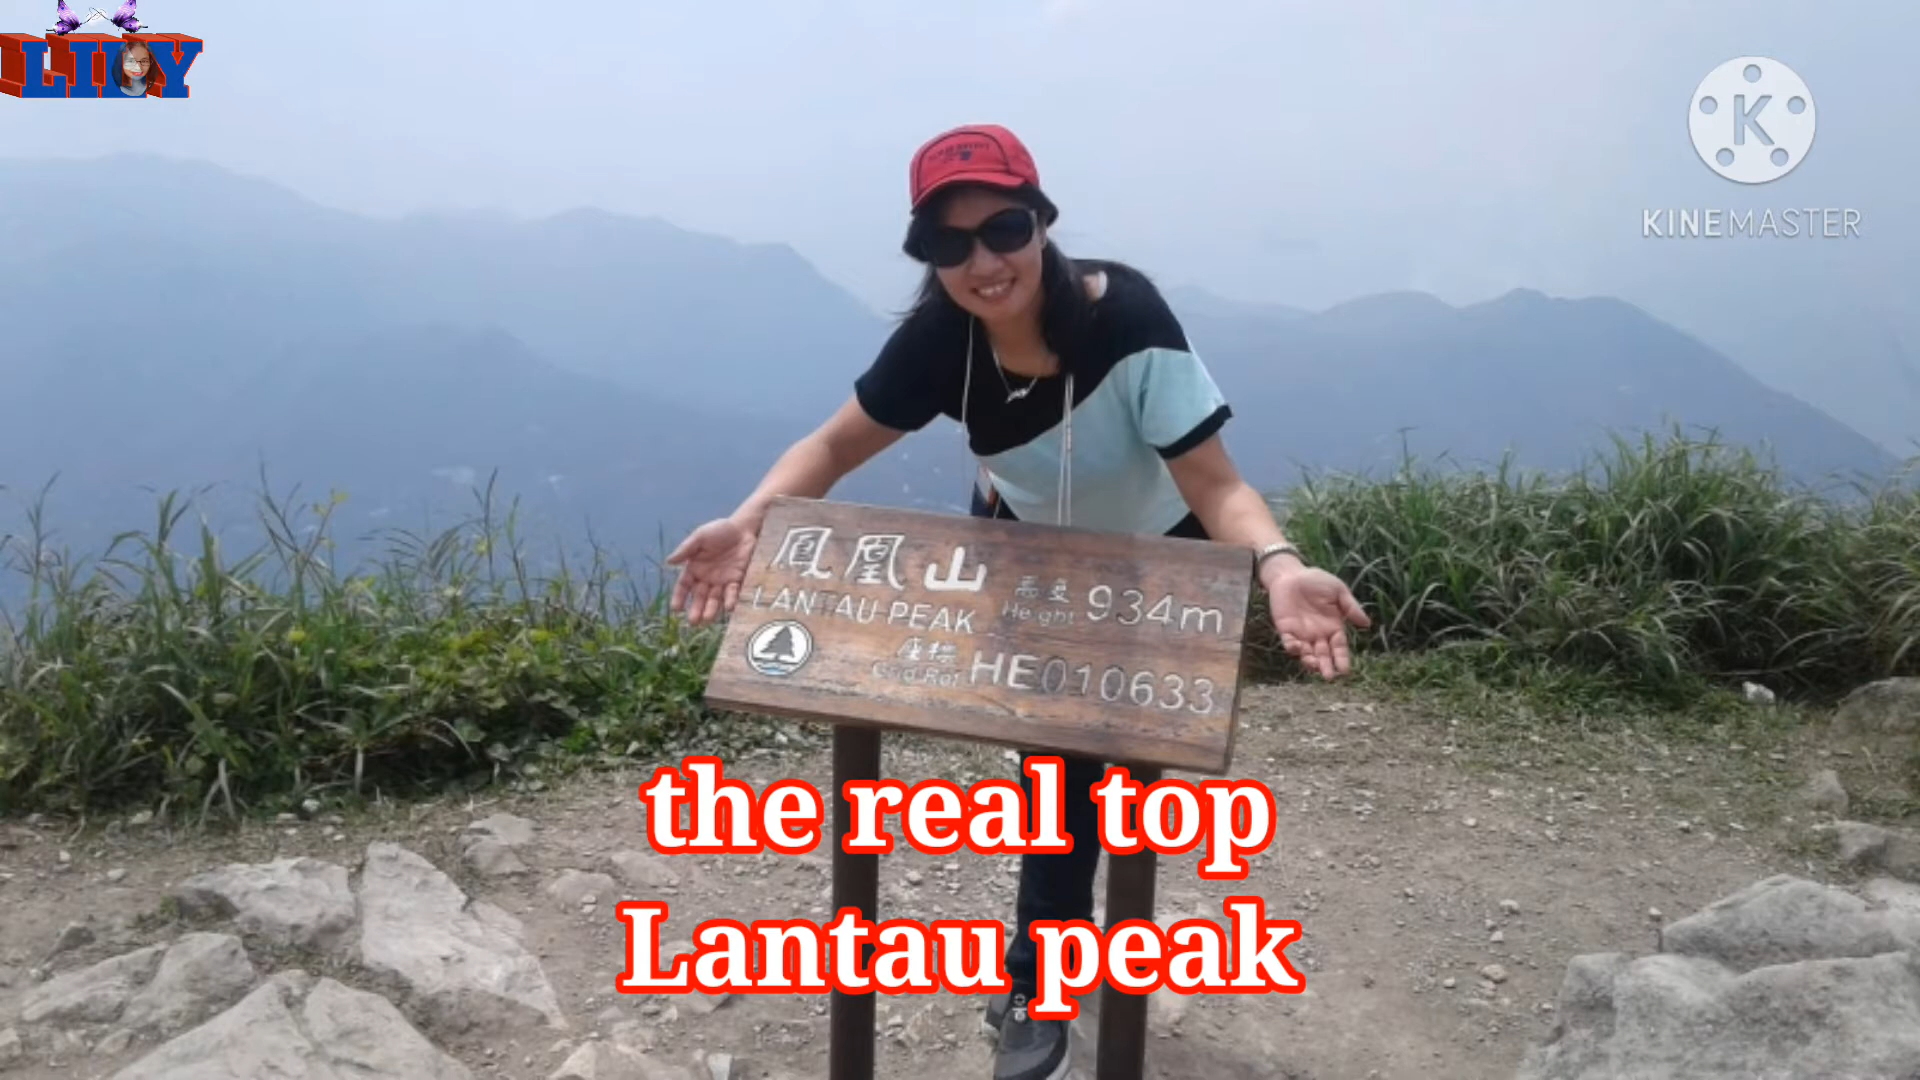 LILY
K
KINEMASTER
鳳凰山
LANTAU PEAK
高度
Height 934m
座標
Grid Ref HE010633
the real top
Lantau peak